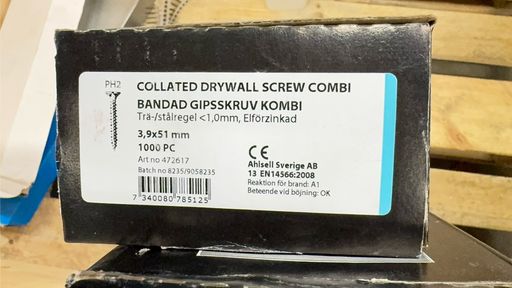 PH2
COLLATED DRYWALL SCREW COMBI
BANDAD GIPSSKRUV KOMBI
Trä-/stålregel <1,0mm, Elförzinkad
3,9x51 mm
1000 PC
Art no 472617
Batch no 8235/9058235
7 340080 785125
CE
Ahlsell Sverige AB
13 EN14566:2008
Reaktion för brand: A1
Beteende vid böjning: OK